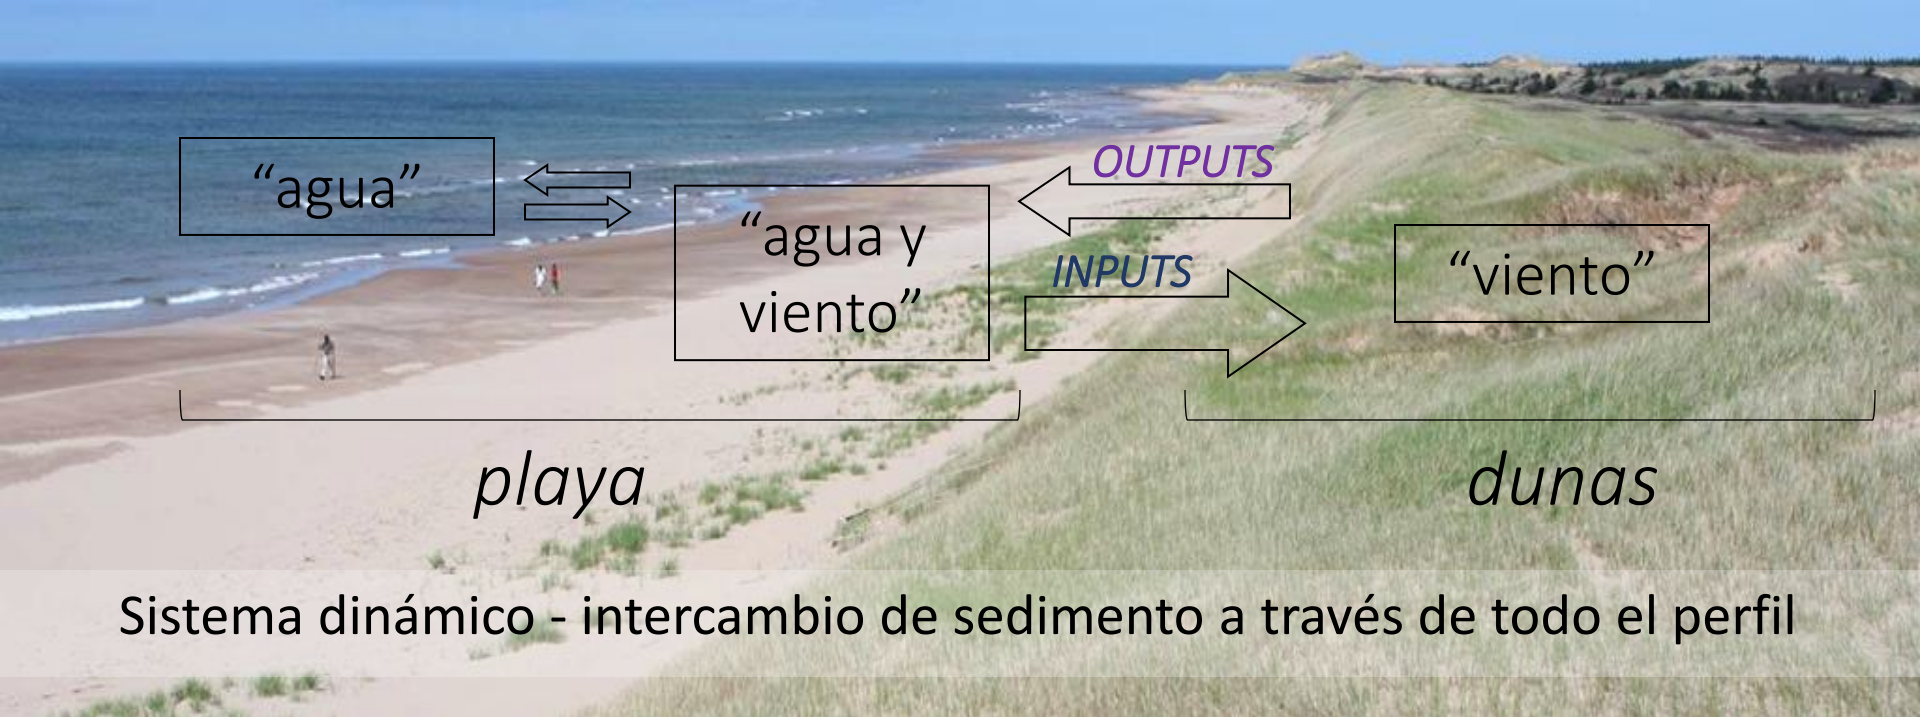 “agua”
“agua y
viento”
OUTPUTS
INPUTS
“viento”
playa
dunas
Sistema dinámico - intercambio de sedimento a través de todo el perfil